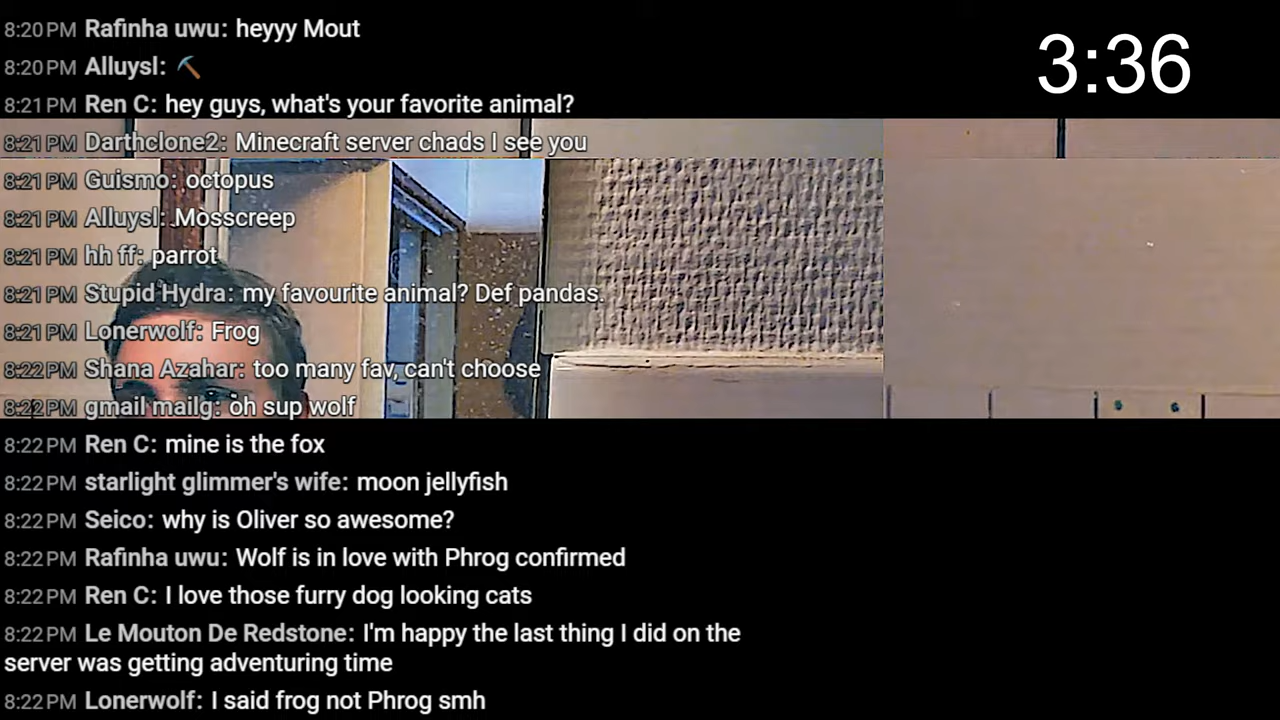 8:20 PM Rafinha uwu: heyyy Mout
3:36
8:20 PM Alluysl: ⛏
8:21 PM Ren C: hey guys, what's your favorite animal?
8:21 PM Darthclone2: Minecraft server chads I see you
8:21 PM Guismo: octopus
8:21 PM Alluysl: Mosscreep
8:21 PM hh ff: parrot
8:21 PM Stupid Hydra: my favourite animal? Def pandas.
8:21 PM Lonerwolf: Frog
8:22 PM Shana Azahar: too many fav, can't choose
8:22 PM gmail mailg: oh sup wolf
8:22 PM Ren C: mine is the fox
8:22 PM starlight glimmer's wife: moon jellyfish
8:22 PM Seico: why is Oliver so awesome?
8:22 PM Rafinha uwu: Wolf is in love with Phrog confirmed
8:22 PM Ren C: I love those furry dog looking cats
8:22 PM Le Mouton De Redstone: I'm happy the last thing I did on the
server was getting adventuring time
8:22 PM Lonerwolf: I said frog not Phrog smh